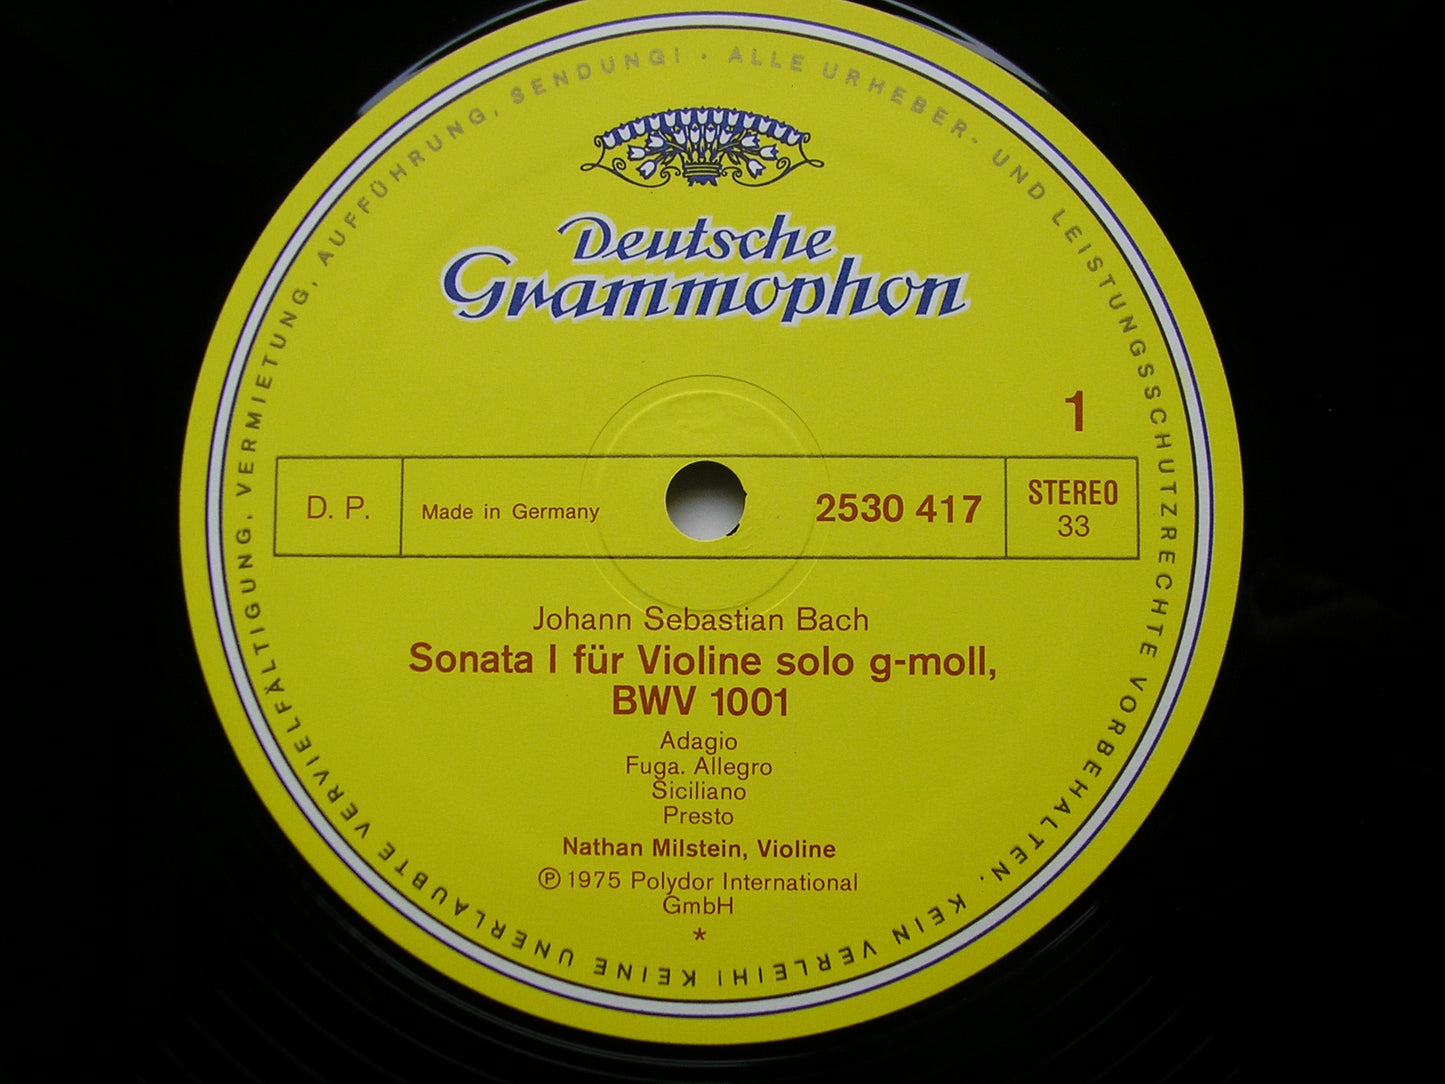 ALLE URHEBER- UND LEISTUNGSSCHUTZRECHTE VORBEHALTEN. KEIN VERLEIH! KEINE UNERLAUBTE VERVIELFÄLTIGUNG, VERMIETUNG, AUFFÜHRUNG, SENDUNG! ·
Deutsche
Grammophon
1
D. P.
Made in Germany
2530 417
STEREO
33
Johann Sebastian Bach
Sonata I für Violine solo g-moll,
BWV 1001
Adagio
Fuga. Allegro
Siciliano
Presto
Nathan Milstein, Violine
℗ 1975 Polydor International
GmbH
*